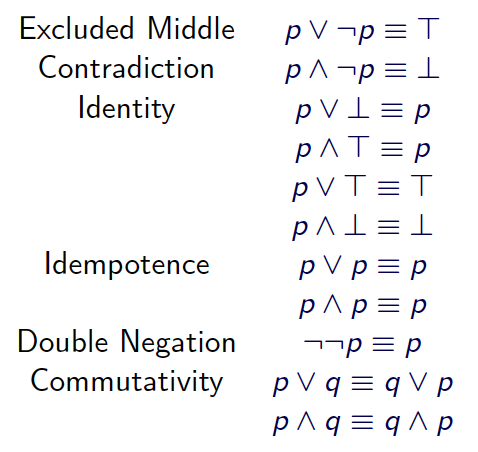 Excluded Middle p ∨ ¬p ≡ ⊤
Contradiction p ∧ ¬p ≡ ⊥
Identity p ∨ ⊥ ≡ p
p ∧ ⊤ ≡ p
p ∨ ⊤ ≡ ⊤
p ∧ ⊥ ≡ ⊥
Idempotence p ∨ p ≡ p
p ∧ p ≡ p
Double Negation ¬¬p ≡ p
Commutativity p ∨ q ≡ q ∨ p
p ∧ q ≡ q ∧ p